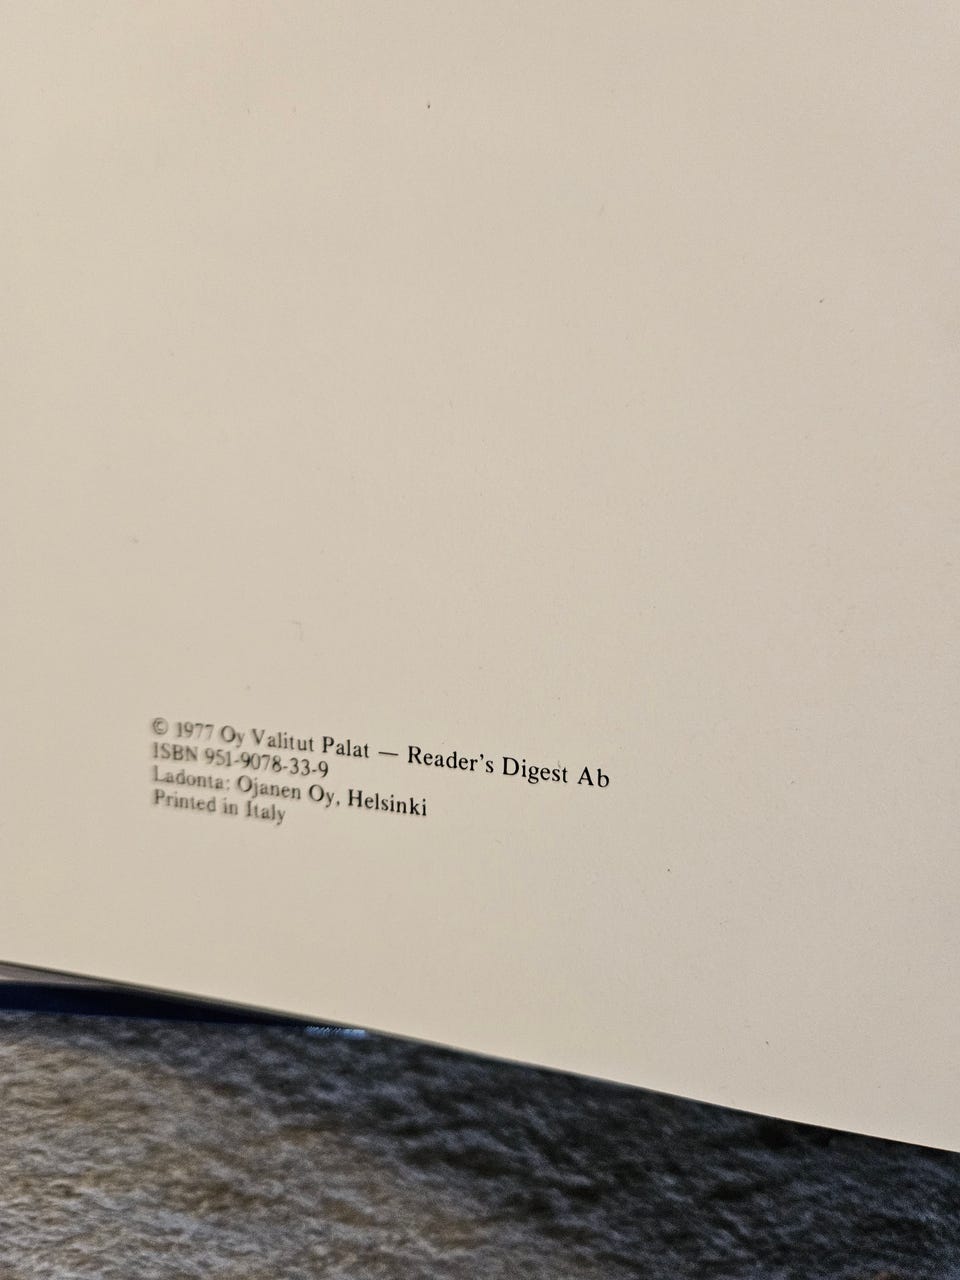 © 1977 Oy Valitut Palat — Reader's Digest Ab
ISBN 951-9078-33-9
Ladonta: Ojanen Oy, Helsinki
Printed in Italy